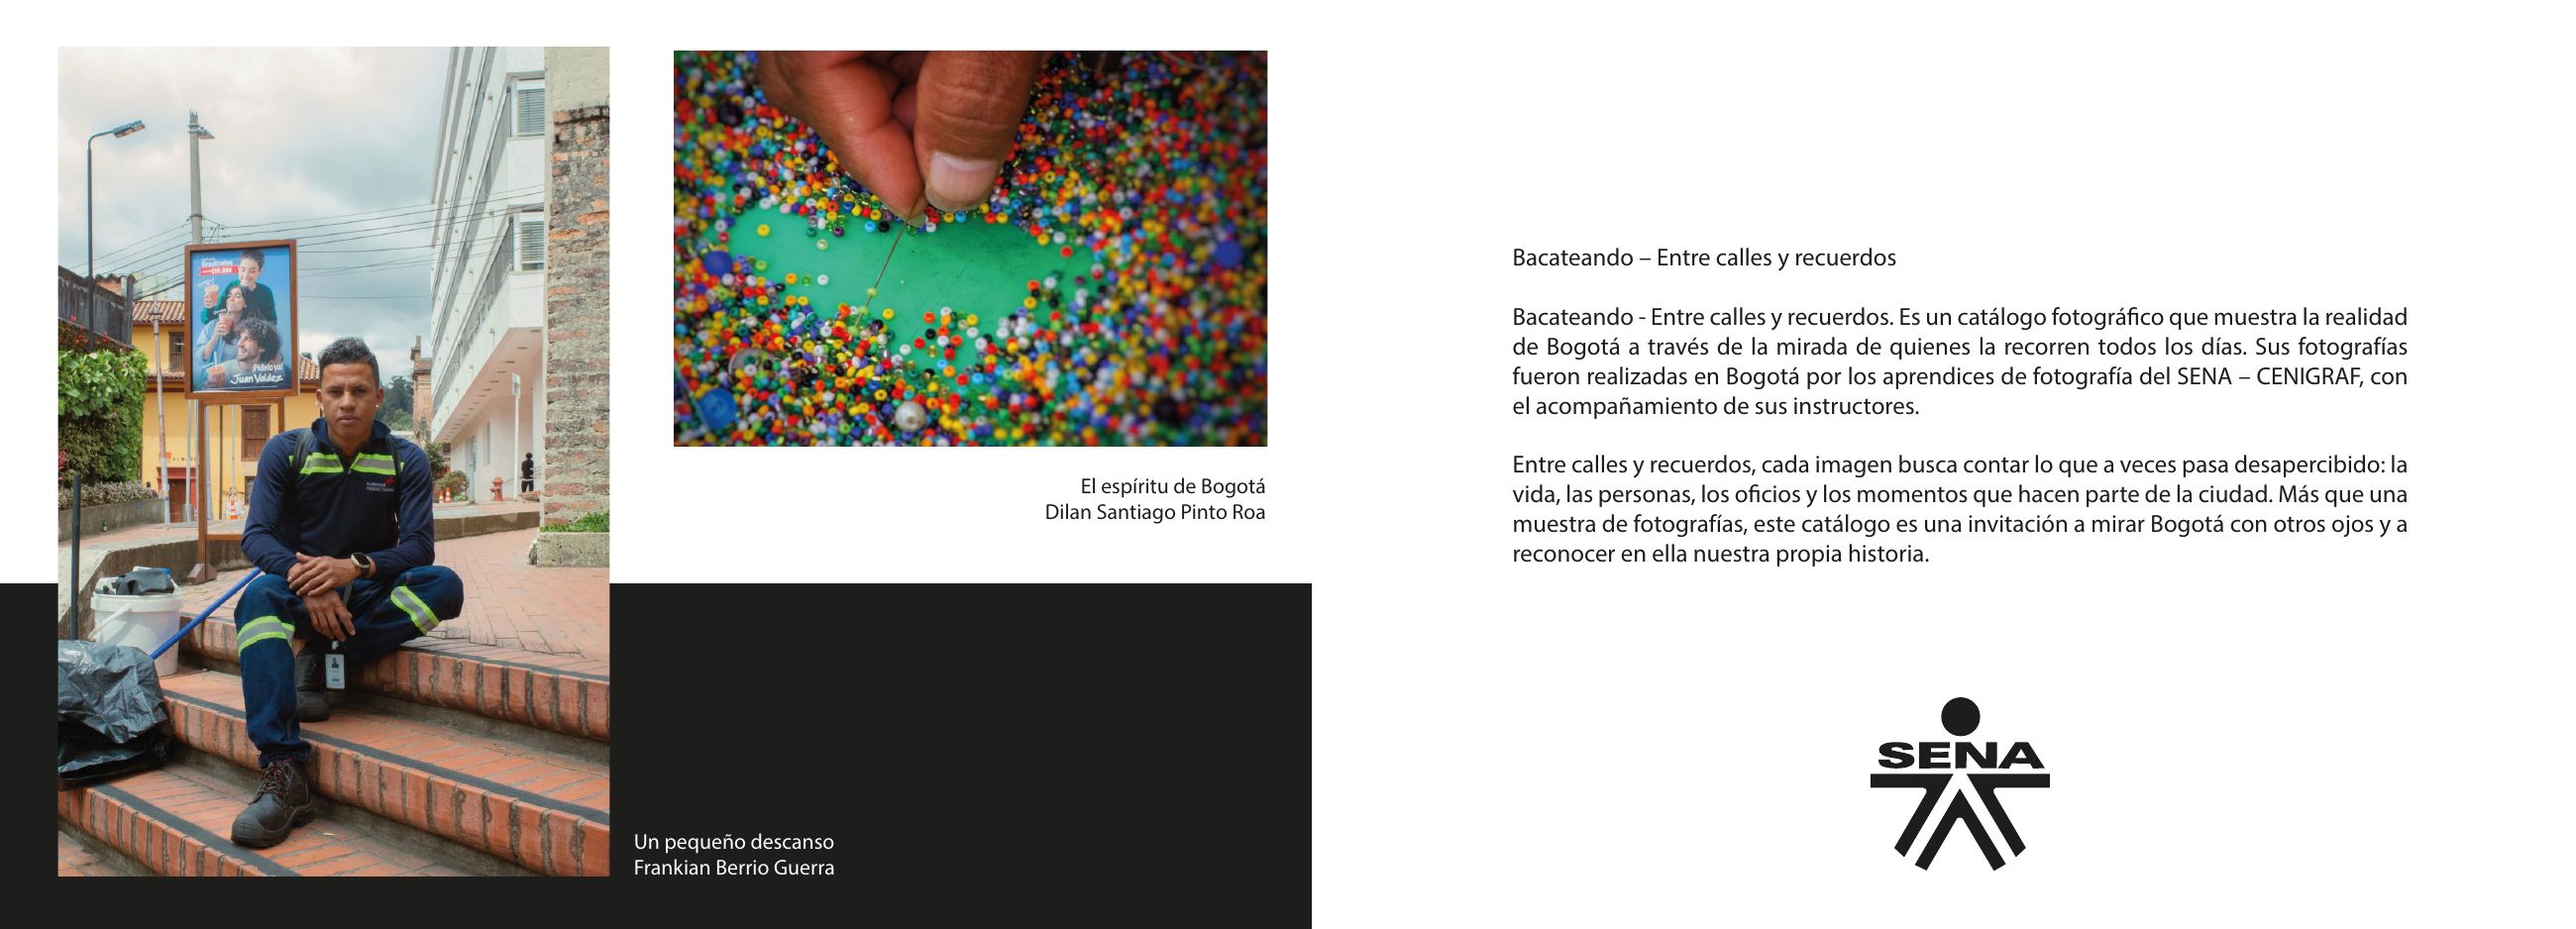 Juan Valdez
El espíritu de Bogotá
Dilan Santiago Pinto Roa
Un pequeño descanso
Frankian Berrio Guerra
Bacateando – Entre calles y recuerdos
Bacateando - Entre calles y recuerdos. Es un catálogo fotográfico que muestra la realidad
de Bogotá a través de la mirada de quienes la recorren todos los días. Sus fotografías
fueron realizadas en Bogotá por los aprendices de fotografía del SENA – CENIGRAF, con
el acompañamiento de sus instructores.
Entre calles y recuerdos, cada imagen busca contar lo que a veces pasa desapercibido: la
vida, las personas, los oficios y los momentos que hacen parte de la ciudad. Más que una
muestra de fotografías, este catálogo es una invitación a mirar Bogotá con otros ojos y a
reconocer en ella nuestra propia historia.
SENA